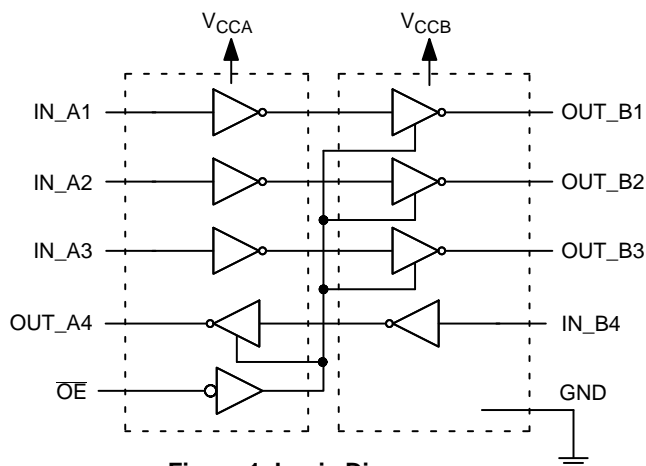 VCCA VCCB
IN_A1 OUT_B1
IN_A2 OUT_B2
IN_A3 OUT_B3
OUT_A4 IN_B4
OE GND